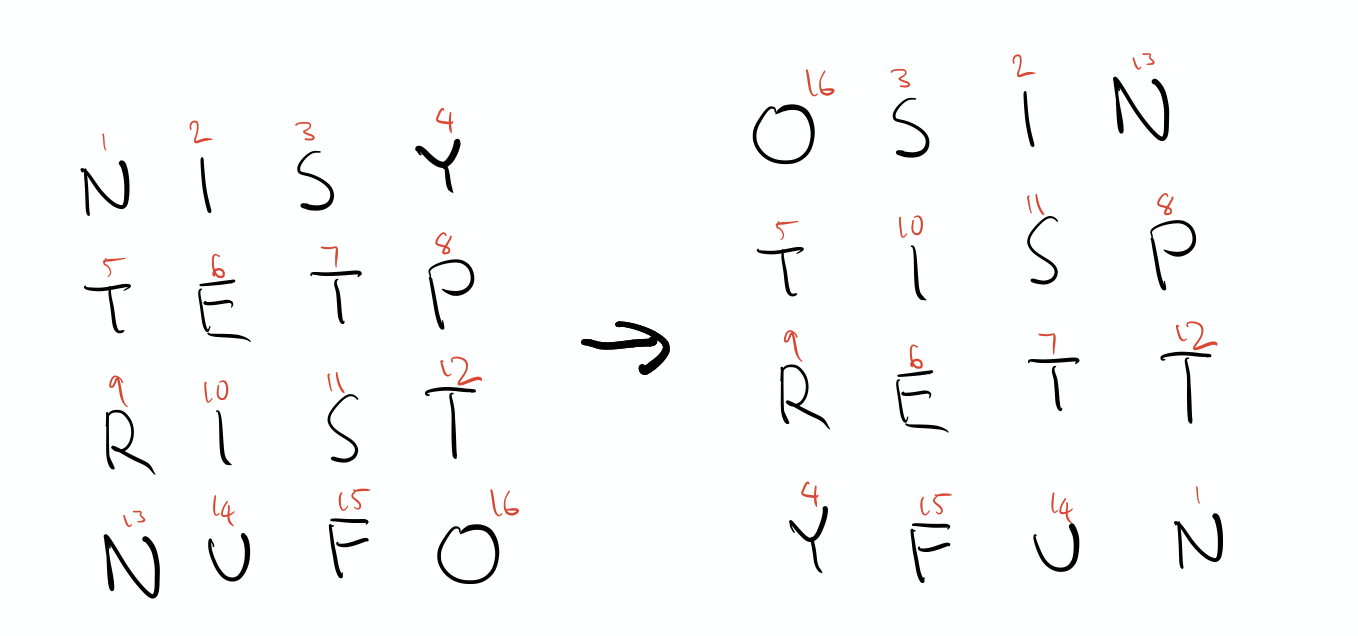 1 2 3 4
N I S Y
5 6 7 8
T E T P
9 10 11 12
R I S T
13 14 15 16
N U F O
16 3 2 13
O S I N
5 10 11 8
T I S P
9 6 7 12
R E T T
4 15 14 1
Y F U N